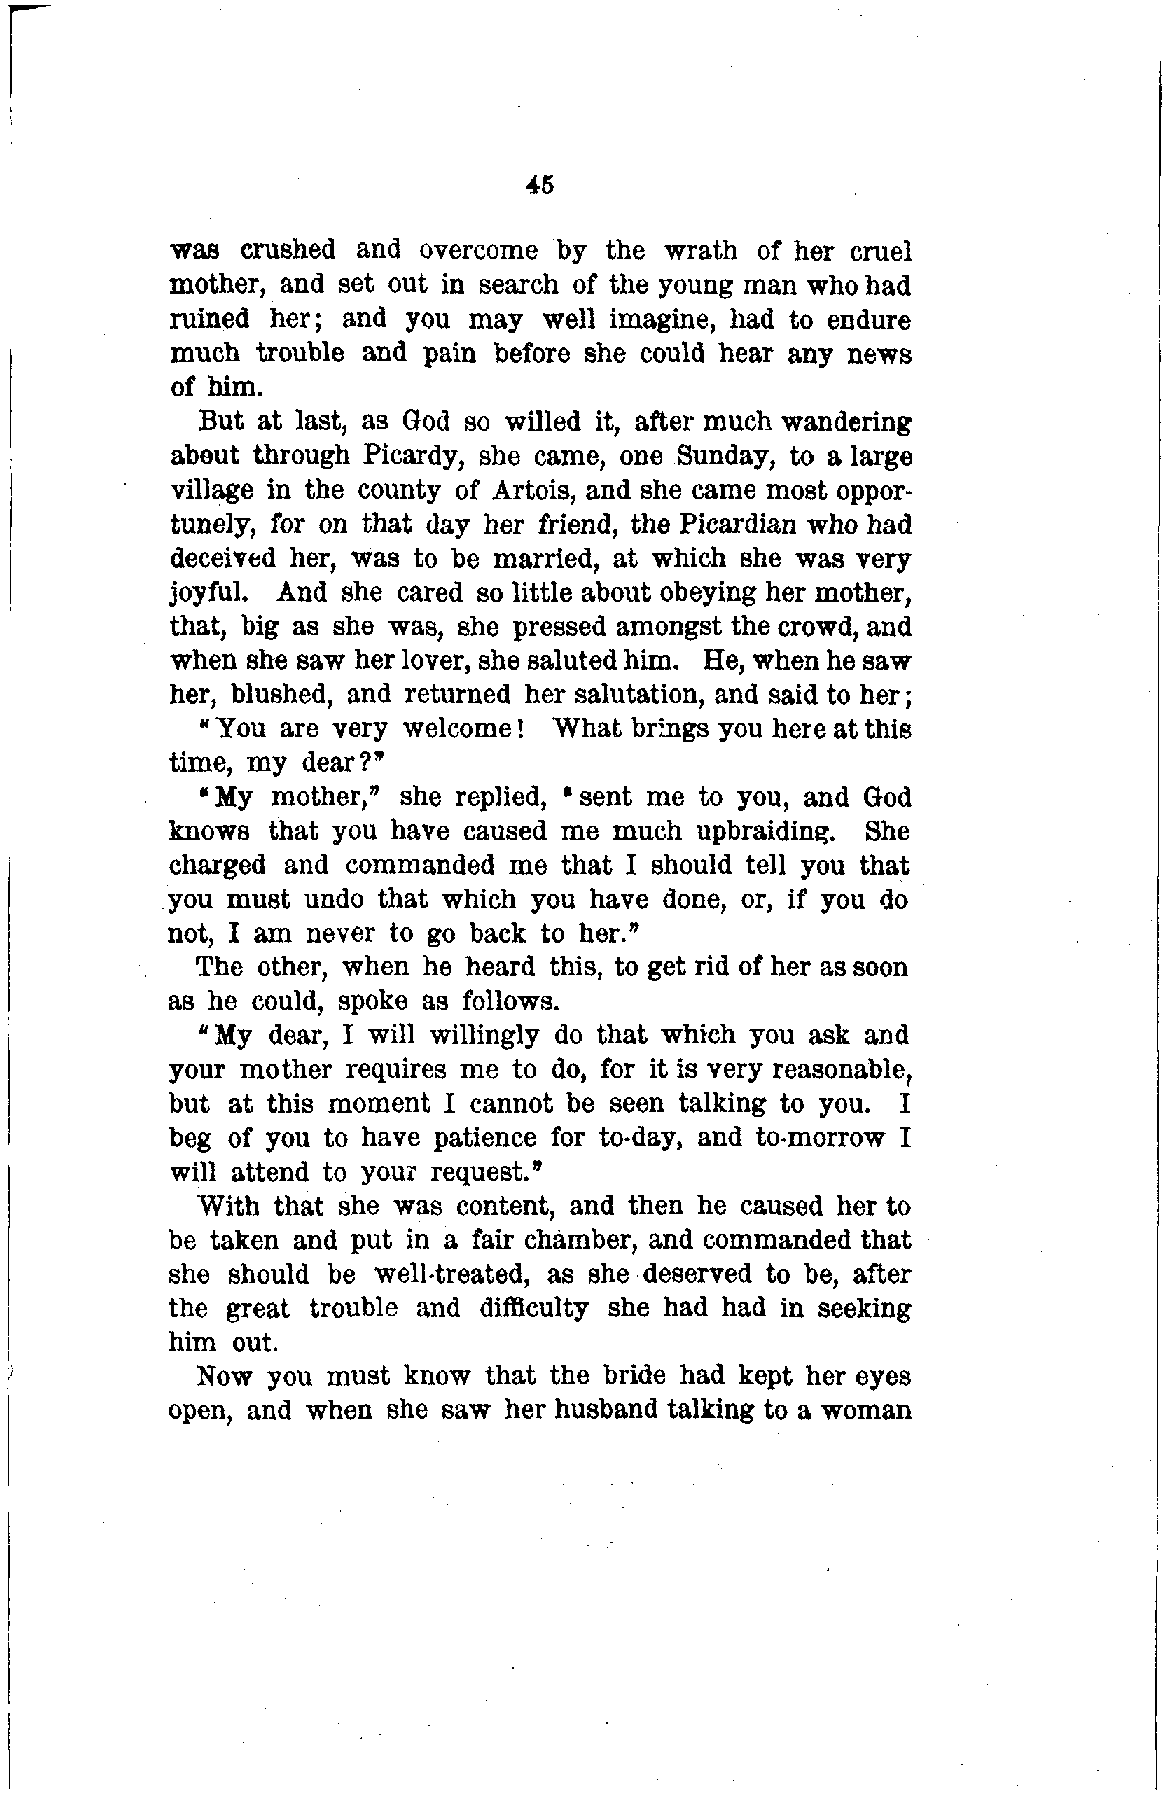 45
was crushed and overcome by the wrath of her cruel
mother, and set out in search of the young man who had
ruined her; and you may well imagine, had to endure
much trouble and pain before she could hear any news
of him.
But at last, as God so willed it, after much wandering
about through Picardy, she came, one Sunday, to a large
village in the county of Artois, and she came most oppor-
tunely, for on that day her friend, the Picardian who had
deceived her, was to be married, at which she was very
joyful. And she cared so little about obeying her mother,
that, big as she was, she pressed amongst the crowd, and
when she saw her lover, she saluted him. He, when he saw
her, blushed, and returned her salutation, and said to her;
"You are very welcome! What brings you here at this
time, my dear?"
"My mother," she replied, "sent me to you, and God
knows that you have caused me much upbraiding. She
charged and commanded me that I should tell you that
you must undo that which you have done, or, if you do
not, I am never to go back to her."
The other, when he heard this, to get rid of her as soon
as he could, spoke as follows.
"My dear, I will willingly do that which you ask and
your mother requires me to do, for it is very reasonable,
but at this moment I cannot be seen talking to you. I
beg of you to have patience for to-day, and to-morrow I
will attend to your request."
With that she was content, and then he caused her to
be taken and put in a fair chamber, and commanded that
she should be well-treated, as she deserved to be, after
the great trouble and difficulty she had had in seeking
him out.
Now you must know that the bride had kept her eyes
open, and when she saw her husband talking to a woman